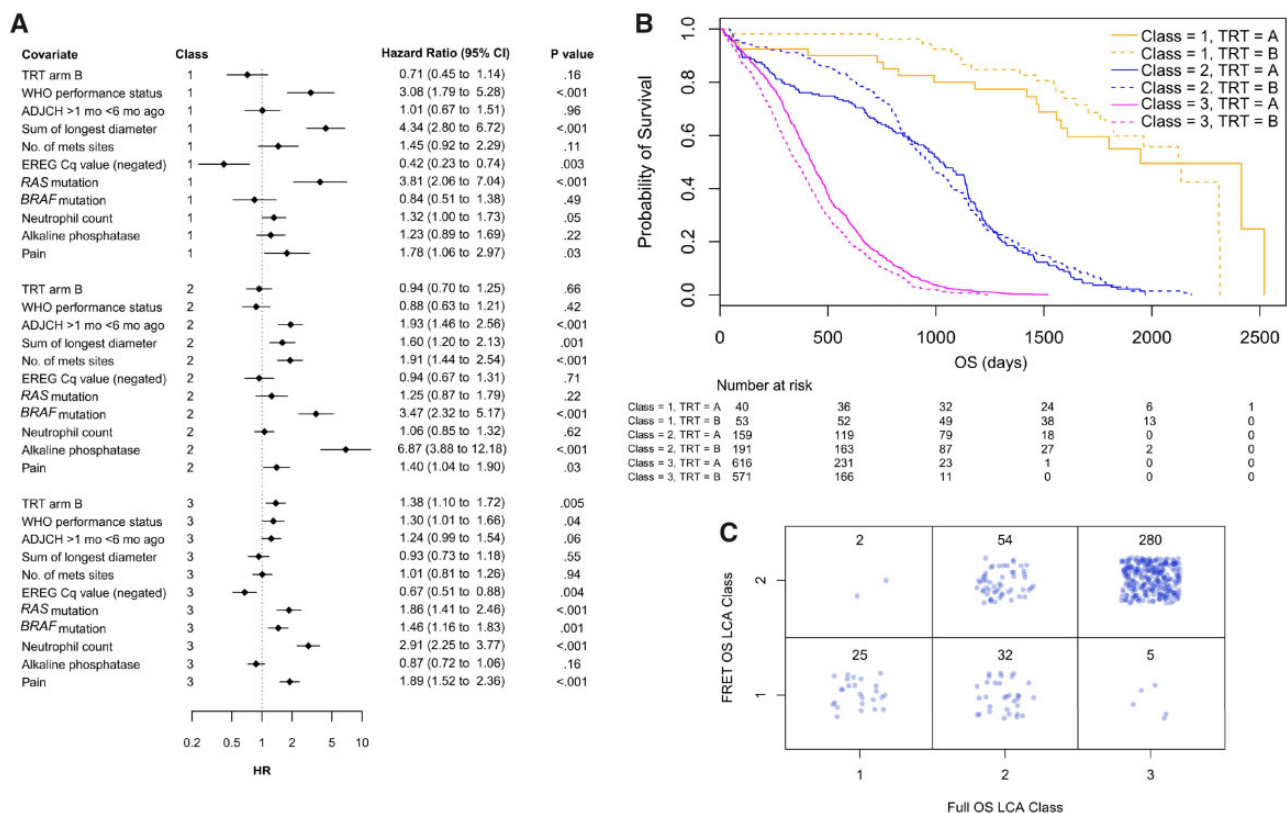 A
Covariate Class Hazard Ratio (95% CI) P value
TRT arm B 1 0.71 (0.45 to 1.14) .16
WHO performance status 1 3.08 (1.79 to 5.28) <.001
ADJCH >1 mo <6 mo ago 1 1.01 (0.67 to 1.51) .96
Sum of longest diameter 1 4.34 (2.80 to 6.72) <.001
No. of mets sites 1 1.45 (0.92 to 2.29) .11
EREG Cq value (negated) 1 0.42 (0.23 to 0.74) .003
RAS mutation 1 3.81 (2.06 to 7.04) <.001
BRAF mutation 1 0.84 (0.51 to 1.38) .49
Neutrophil count 1 1.32 (1.00 to 1.73) .05
Alkaline phosphatase 1 1.23 (0.89 to 1.69) .22
Pain 1 1.78 (1.06 to 2.97) .03
TRT arm B 2 0.94 (0.70 to 1.25) .66
WHO performance status 2 0.88 (0.63 to 1.21) .42
ADJCH >1 mo <6 mo ago 2 1.93 (1.46 to 2.56) <.001
Sum of longest diameter 2 1.60 (1.20 to 2.13) .001
No. of mets sites 2 1.91 (1.44 to 2.54) <.001
EREG Cq value (negated) 2 0.94 (0.67 to 1.31) .71
RAS mutation 2 1.25 (0.87 to 1.79) .22
BRAF mutation 2 3.47 (2.32 to 5.17) <.001
Neutrophil count 2 1.06 (0.85 to 1.32) .62
Alkaline phosphatase 2 6.87 (3.88 to 12.18) <.001
Pain 2 1.40 (1.04 to 1.90) .03
TRT arm B 3 1.38 (1.10 to 1.72) .005
WHO performance status 3 1.30 (1.01 to 1.66) .04
ADJCH >1 mo <6 mo ago 3 1.24 (0.99 to 1.54) .06
Sum of longest diameter 3 0.93 (0.73 to 1.18) .55
No. of mets sites 3 1.01 (0.81 to 1.26) .94
EREG Cq value (negated) 3 0.67 (0.51 to 0.88) .004
RAS mutation 3 1.86 (1.41 to 2.46) <.001
BRAF mutation 3 1.46 (1.16 to 1.83) .001
Neutrophil count 3 2.91 (2.25 to 3.77) <.001
Alkaline phosphatase 3 0.87 (0.72 to 1.06) .16
Pain 3 1.89 (1.52 to 2.36) <.001
0.2 0.5 1 2 5 10
HR
B
Probability of Survival
1.0
0.8
0.6
0.4
0.2
0.0
Class = 1, TRT = A
Class = 1, TRT = B
Class = 2, TRT = A
Class = 2, TRT = B
Class = 3, TRT = A
Class = 3, TRT = B
0 500 1000 1500 2000 2500
OS (days)
Number at risk
Class = 1, TRT = A 40 36 32 24 6 1
Class = 1, TRT = B 53 52 49 38 13 0
Class = 2, TRT = A 159 119 79 18 0 0
Class = 2, TRT = B 191 163 87 27 2 0
Class = 3, TRT = A 616 231 23 1 0 0
Class = 3, TRT = B 571 166 11 0 0 0
C
FRET OS LCA Class
2
1
2 54 280
25 32 5
1 2 3
Full OS LCA Class